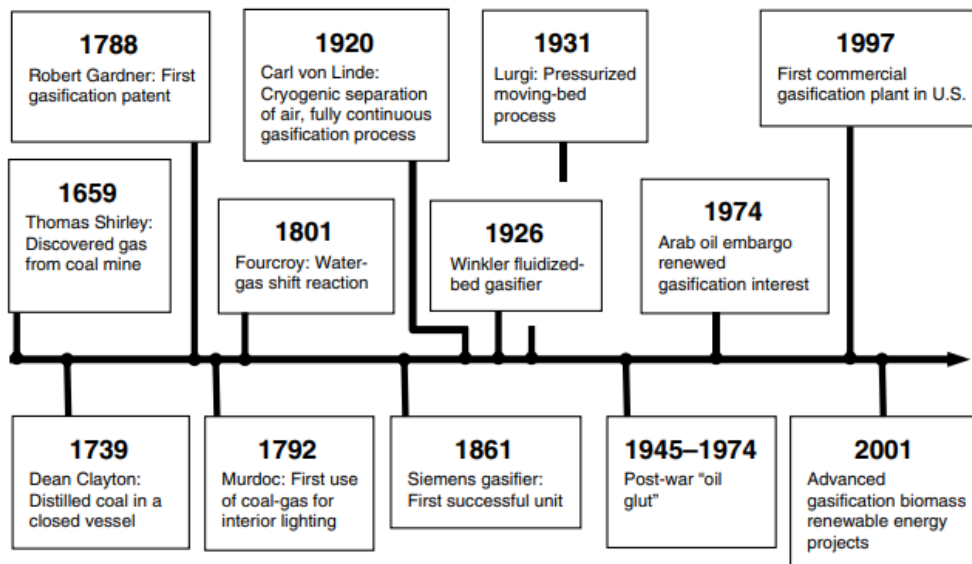 1788
Robert Gardner: First
gasification patent
1920
Carl von Linde:
Cryogenic separation
of air, fully continuous
gasification process
1931
Lurgi: Pressurized
moving-bed
process
1997
First commercial
gasification plant in U.S.
1659
Thomas Shirley:
Discovered gas
from coal mine
1801
Fourcroy: Water-
gas shift reaction
1926
Winkler fluidized-
bed gasifier
1974
Arab oil embargo
renewed
gasification interest
1739
Dean Clayton:
Distilled coal in a
closed vessel
1792
Murdoc: First use
of coal-gas for
interior lighting
1861
Siemens gasifier:
First successful unit
1945–1974
Post-war “oil
glut”
2001
Advanced
gasification biomass
renewable energy
projects